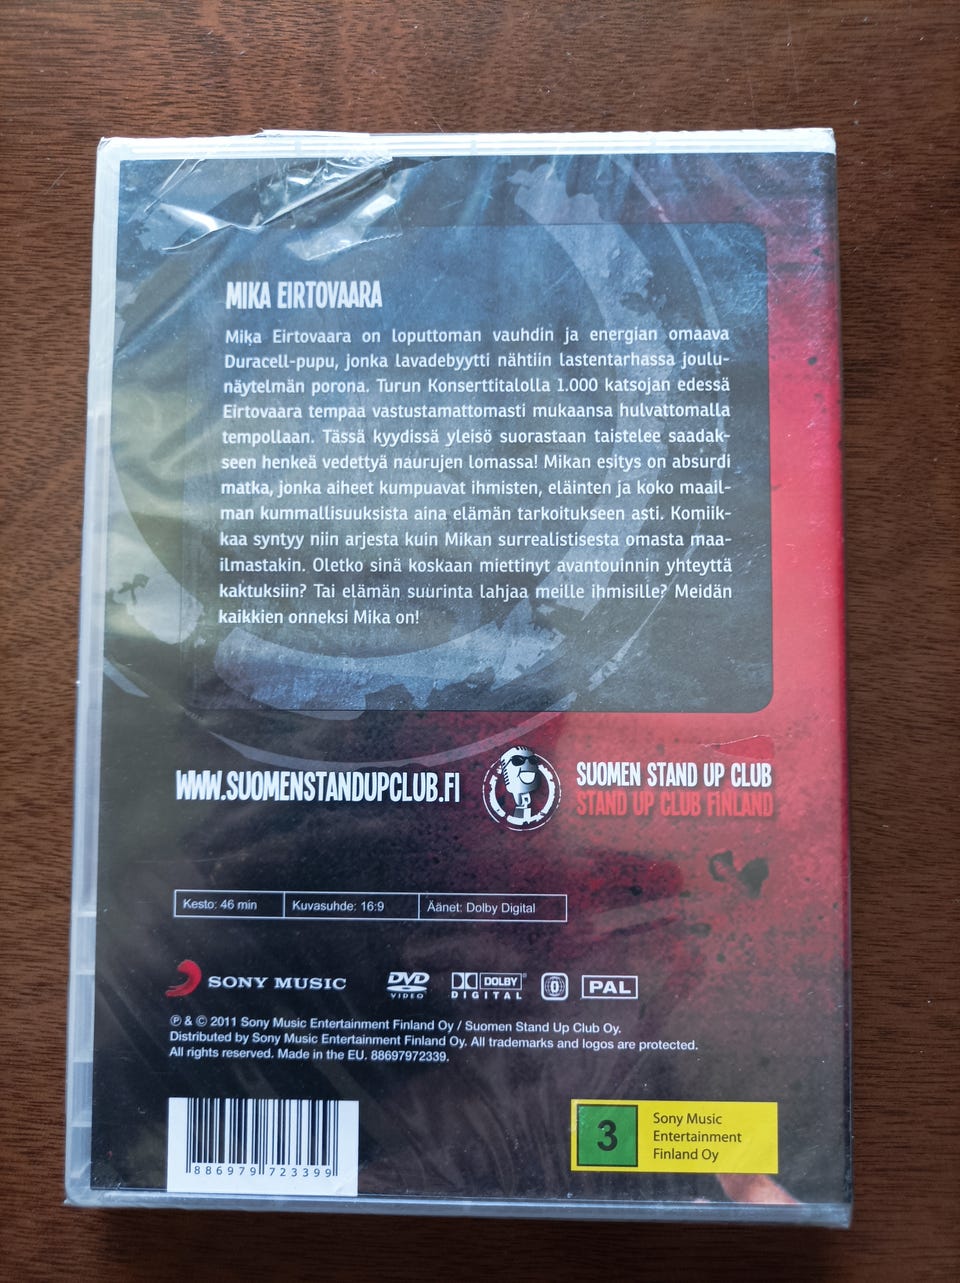 MIKA EIRTOVAARA
Mika Eirtovaara on loputtoman vauhdin ja energian omaava
Duracell-pupu, jonka lavadebyytti nähtiin lastentarhassa joulu-
näytelmän porona. Turun Konserttitalolla 1.000 katsojan edessä
Eirtovaara tempaa vastustamattomasti mukaansa hulvattomalla
tempollaan. Tässä kyydissä yleisö suorastaan taistelee saadak-
seen henkeä vedettyä naurujen lomassa! Mikan esitys on absurdi
matka, jonka aiheet kumpuavat ihmisten, eläinten ja koko maail-
man kummallisuuksista aina elämän tarkoitukseen asti. Komiik-
kaa syntyy niin arjesta kuin Mikan surrealistisesta omasta maa-
ilmastakin. Oletko sinä koskaan miettinyt avantouinnin yhteyttä
kaktuksiin? Tai elämän suurinta lahjaa meille ihmisille? Meidän
kaikkien onneksi Mika on!
WWW.SUOMENSTANDUPCLUB.FI
SUOMEN STAND UP CLUB
STAND UP CLUB FINLAND
Kesto: 46 min Kuvasuhde: 16:9 Äänet: Dolby Digital
SONY MUSIC DVD VIDEO DOLBY DIGITAL 0 PAL
℗ & © 2011 Sony Music Entertainment Finland Oy / Suomen Stand Up Club Oy.
Distributed by Sony Music Entertainment Finland Oy. All trademarks and logos are protected.
All rights reserved. Made in the EU. 88697972339.
8 86979 72339 9
3
Sony Music
Entertainment
Finland Oy